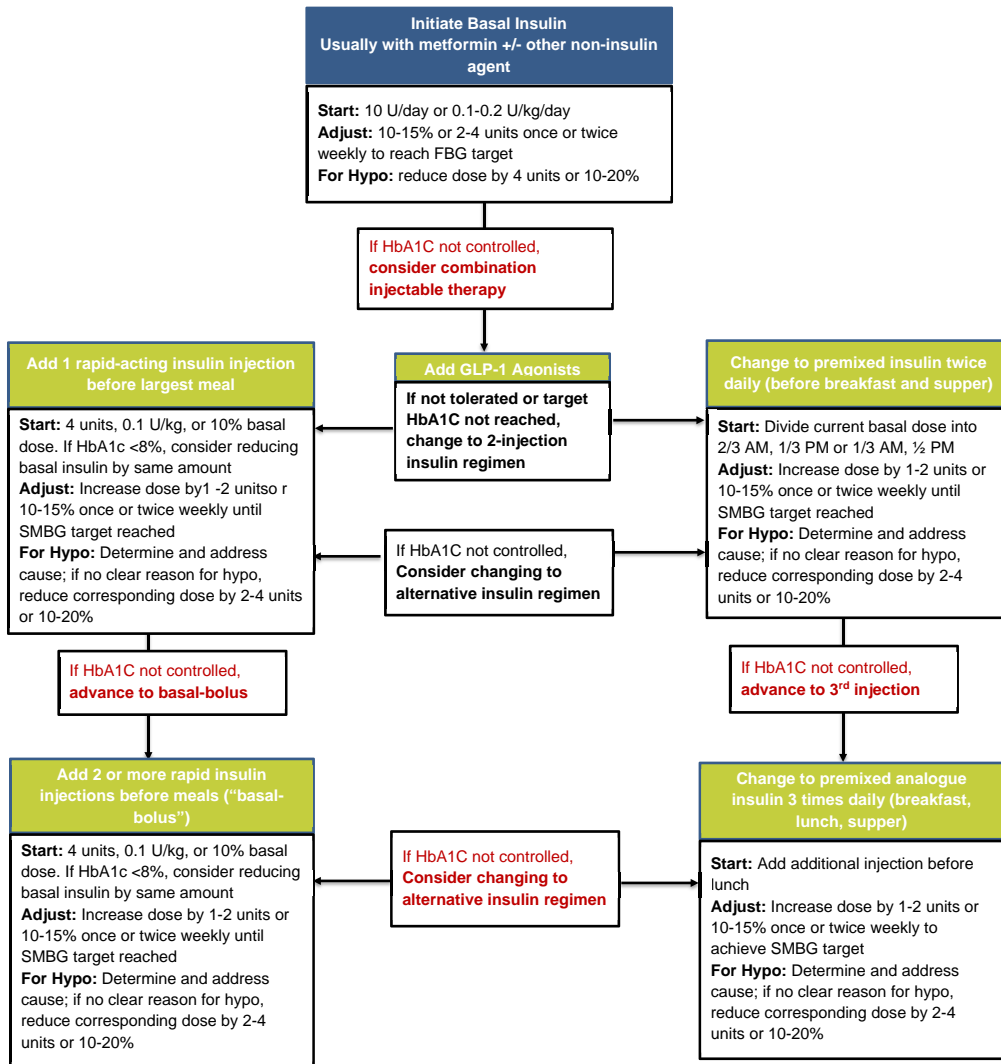 Initiate Basal Insulin
Usually with metformin +/- other non-insulin
agent
Start: 10 U/day or 0.1-0.2 U/kg/day
Adjust: 10-15% or 2-4 units once or twice
weekly to reach FBG target
For Hypo: reduce dose by 4 units or 10-20%
If HbA1C not controlled,
consider combination
injectable therapy
Add 1 rapid-acting insulin injection
before largest meal
Start: 4 units, 0.1 U/kg, or 10% basal
dose. If HbA1c <8%, consider reducing
basal insulin by same amount
Adjust: Increase dose by1 -2 unitso r
10-15% once or twice weekly until
SMBG target reached
For Hypo: Determine and address
cause; if no clear reason for hypo,
reduce corresponding dose by 2-4 units
or 10-20%
Add GLP-1 Agonists
If not tolerated or target
HbA1C not reached,
change to 2-injection
insulin regimen
Change to premixed insulin twice
daily (before breakfast and supper)
Start: Divide current basal dose into
2/3 AM, 1/3 PM or 1/3 AM, ½ PM
Adjust: Increase dose by 1-2 units or
10-15% once or twice weekly until
SMBG target reached
For Hypo: Determine and address
cause; if no clear reason for hypo,
reduce corresponding dose by 2-4
units or 10-20%
If HbA1C not controlled,
Consider changing to
alternative insulin regimen
If HbA1C not controlled,
advance to basal-bolus
If HbA1C not controlled,
advance to 3rd injection
Add 2 or more rapid insulin
injections before meals (“basal-
bolus”)
Start: 4 units, 0.1 U/kg, or 10% basal
dose. If HbA1c <8%, consider reducing
basal insulin by same amount
Adjust: Increase dose by 1-2 units or
10-15% once or twice weekly until
SMBG target reached
For Hypo: Determine and address
cause; if no clear reason for hypo,
reduce corresponding dose by 2-4
units or 10-20%
If HbA1C not controlled,
Consider changing to
alternative insulin regimen
Change to premixed analogue
insulin 3 times daily (breakfast,
lunch, supper)
Start: Add additional injection before
lunch
Adjust: Increase dose by 1-2 units or
10-15% once or twice weekly to
achieve SMBG target
For Hypo: Determine and address
cause; if no clear reason for hypo,
reduce corresponding dose by 2-4
units or 10-20%